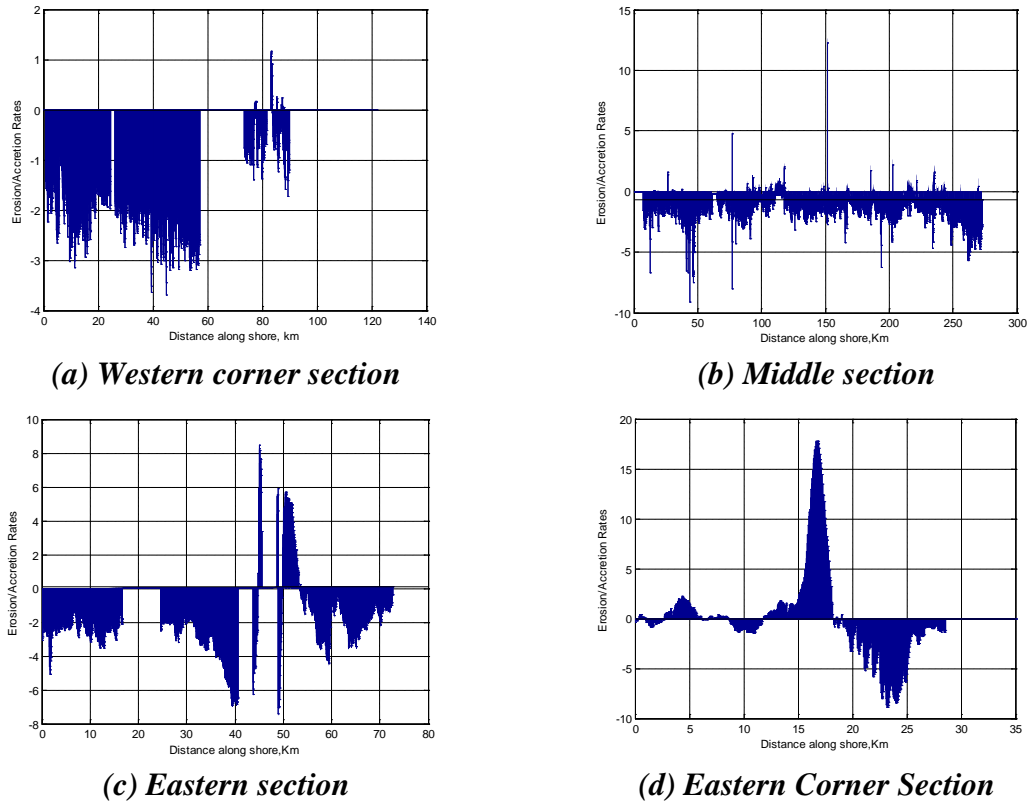 2
1
0
-1
-2
-3
-4
0 20 40 60 80 100 120 140
Erosion/Accretion Rates
Distance along shore, km
(a) Western corner section
15
10
5
0
-5
-10
0 50 100 150 200 250 300
Erosion/Accretion Rates
Distance along shore,Km
(b) Middle section
10
8
6
4
2
0
-2
-4
-6
-8
0 10 20 30 40 50 60 70 80
Erosion/Accretion Rates
Distance along shore,Km
(c) Eastern section
20
15
10
5
0
-5
-10
0 5 10 15 20 25 30 35
Erosion/Accretion Rates
Distance along shore,Km
(d) Eastern Corner Section